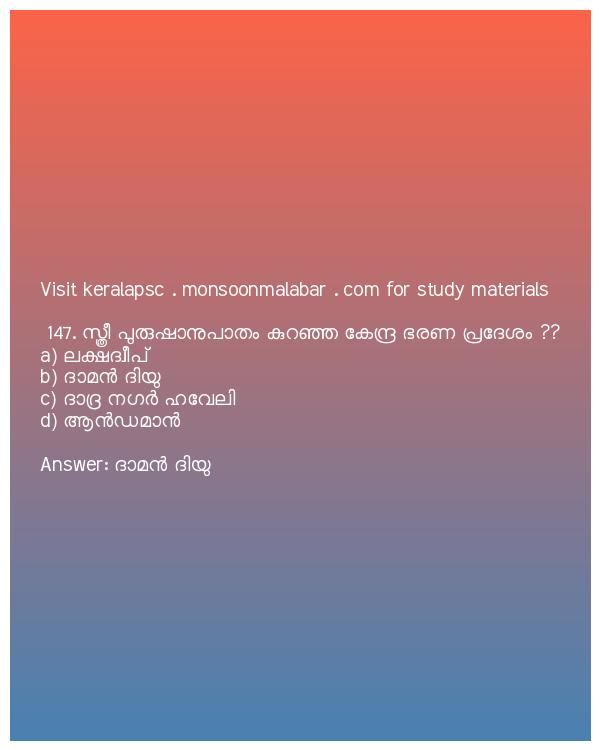 Visit keralapsc . monsoonmalabar . com for study materials
147. സ്ത്രീ പുരുഷാനുപാതം കുറഞ്ഞ കേന്ദ്ര ഭരണ പ്രദേശം ??
a) ലക്ഷദ്വീപ്
b) ദാമൻ ദിയു
c) ദാദ്ര നഗർ ഹവേലി
d) ആൻഡമാൻ
Answer: ദാമൻ ദിയു